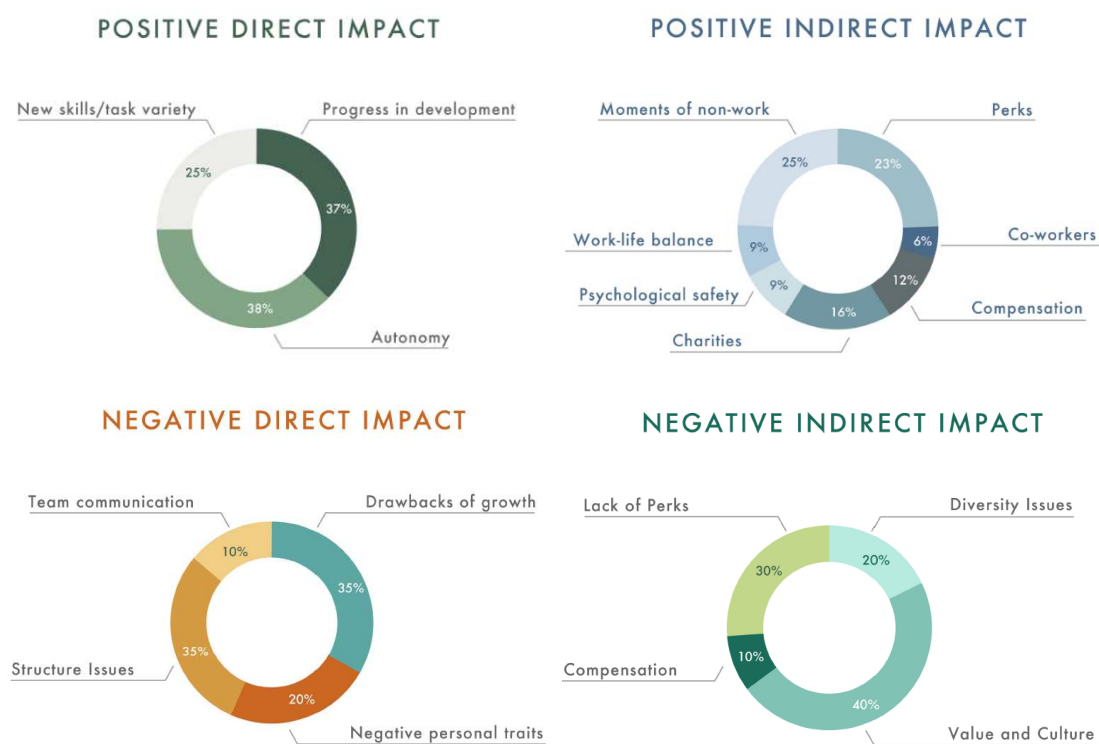 POSITIVE DIRECT IMPACT
New skills/task variety
Progress in development
25%
37%
38%
Autonomy
POSITIVE INDIRECT IMPACT
Moments of non-work
Perks
25%
23%
Work-life balance
9%
6%
Co-workers
Psychological safety
9%
12%
Compensation
16%
Charities
NEGATIVE DIRECT IMPACT
Team communication
Drawbacks of growth
10%
35%
35%
Structure Issues
20%
Negative personal traits
NEGATIVE INDIRECT IMPACT
Lack of Perks
Diversity Issues
30%
20%
Compensation
10%
40%
Value and Culture